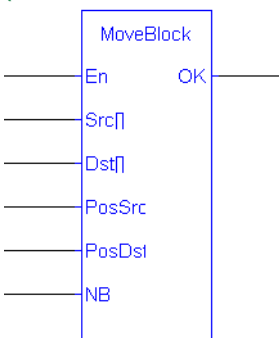 MoveBlock
En OK
Src[]
Dst[]
PosSrc
PosDst
NB